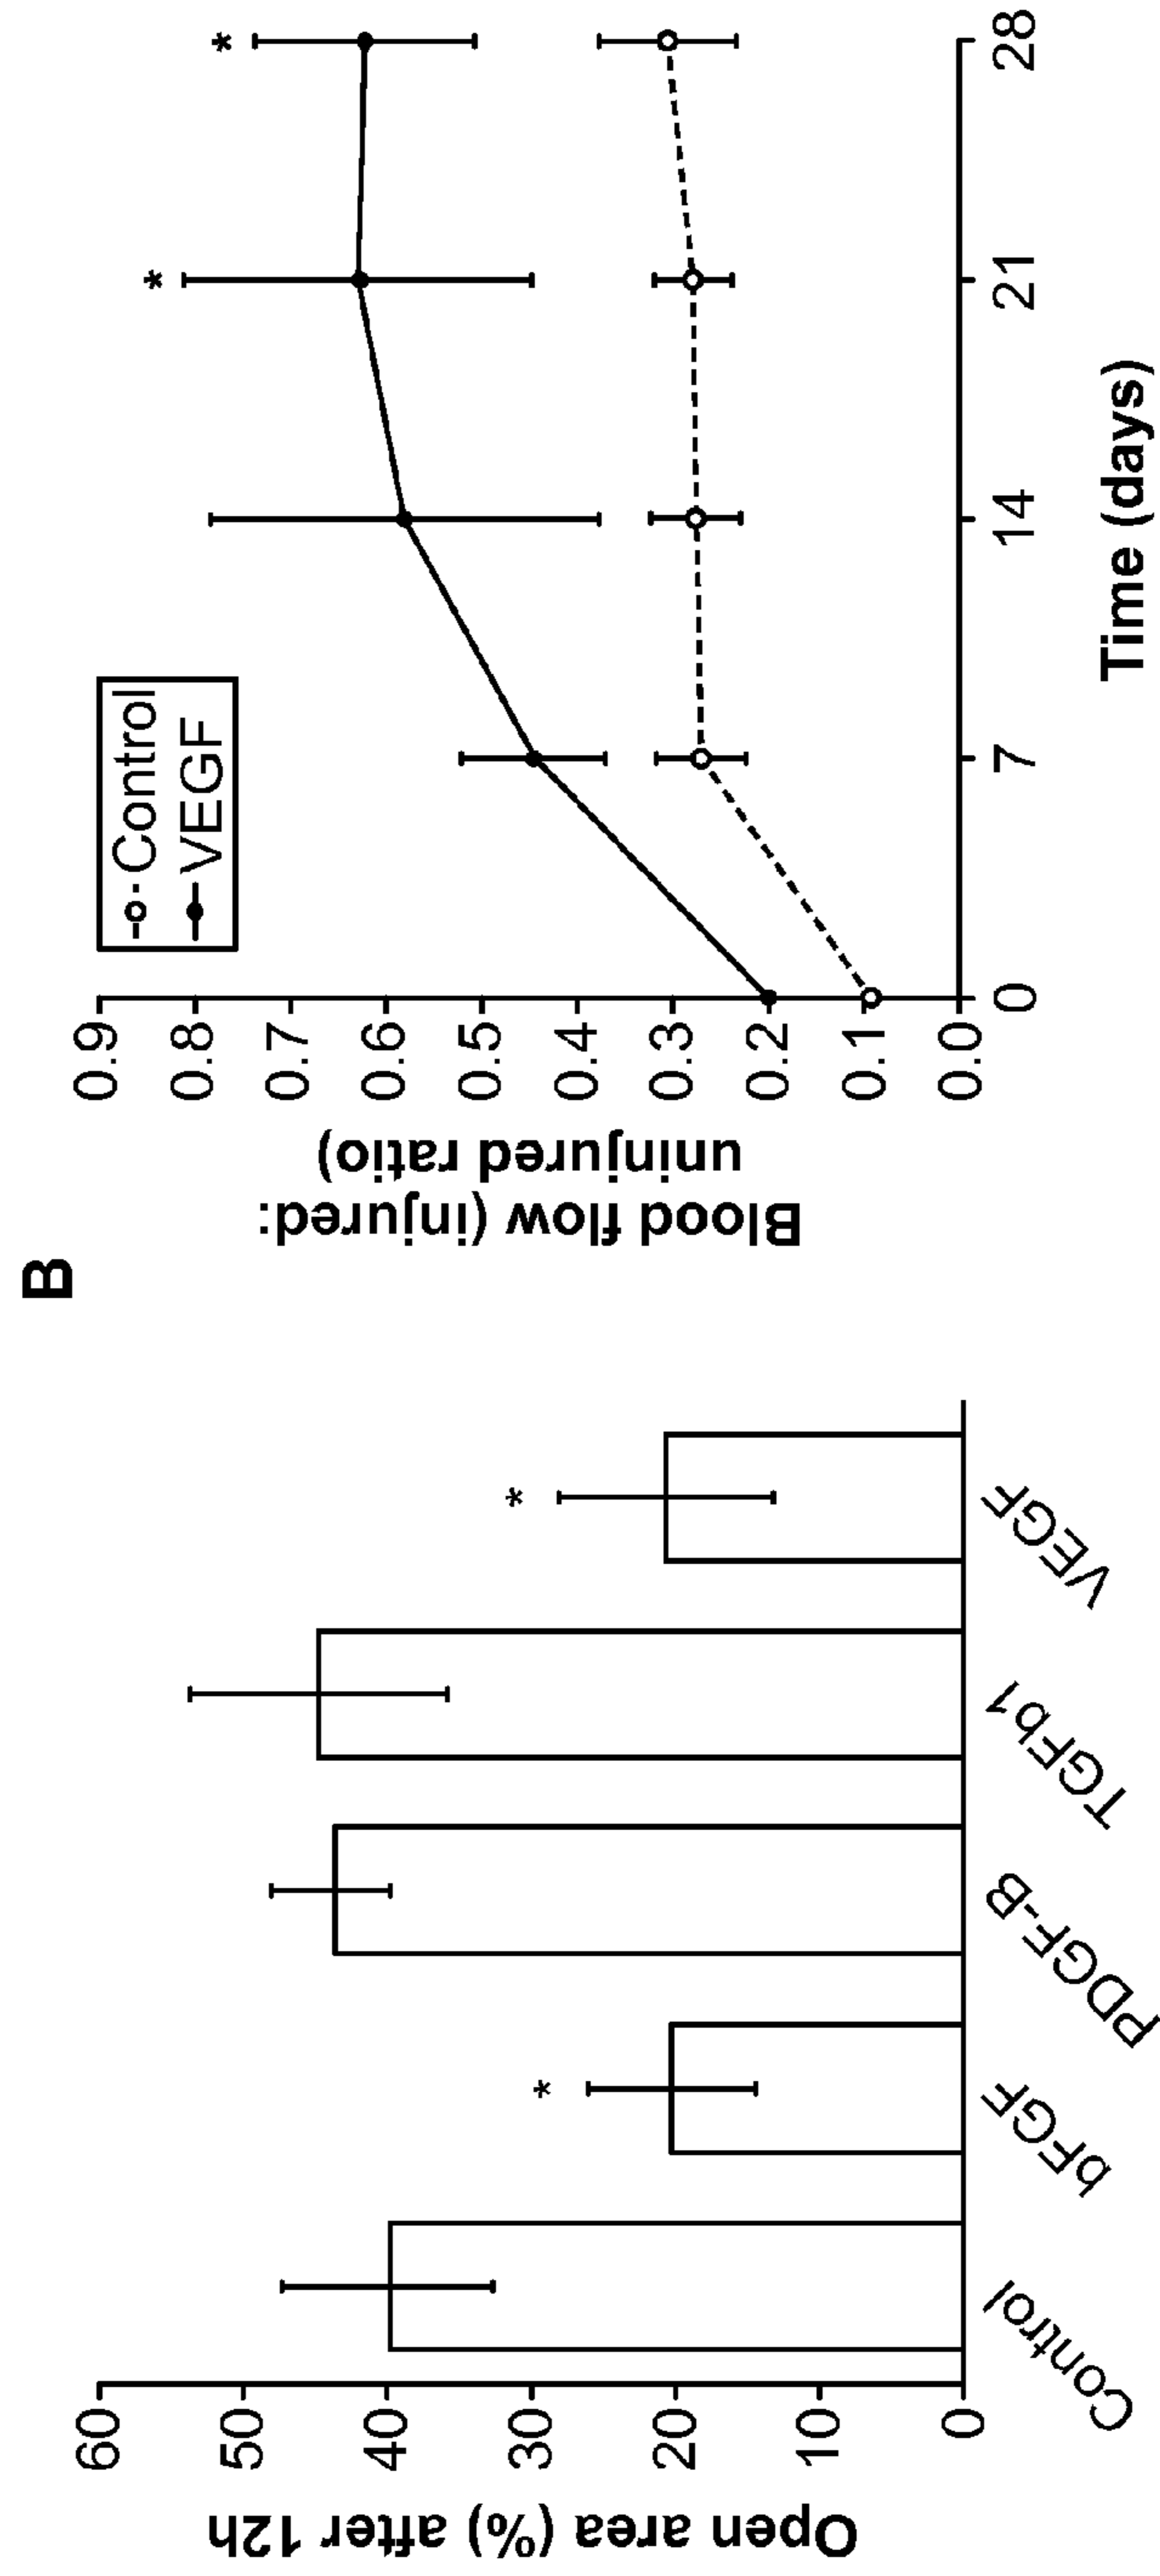 Open area (%) after 12h
60
50
40
30
20
10
0
Control
bFGF
PDGF-B
TGFb1
VEGF
*
*
B
Blood flow (injured:
uninjured ratio)
0.9
0.8
0.7
0.6
0.5
0.4
0.3
0.2
0.1
0.0
Control
VEGF
*
*
0
7
14
21
28
Time (days)